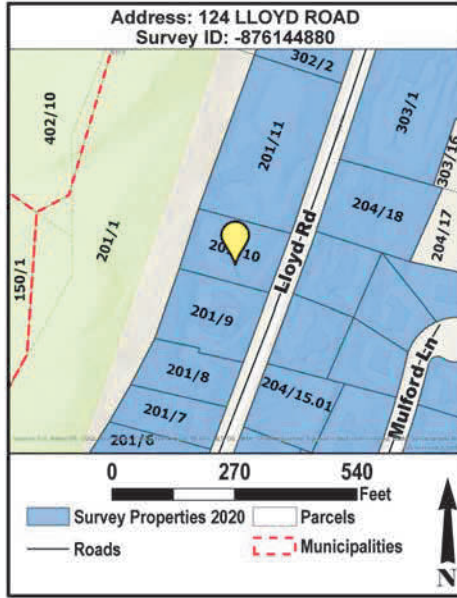 Address: 124 LLOYD ROAD
Survey ID: -876144880
302/2
402/10
201/11
303/1
303/16
204/18
204/17
201/1
Lloyd Rd
150/1
201/9
201/8
204/15.01
Mulford Ln
201/7
201/6
0 270 540
Feet
Survey Properties 2020
Parcels
Roads
Municipalities
N